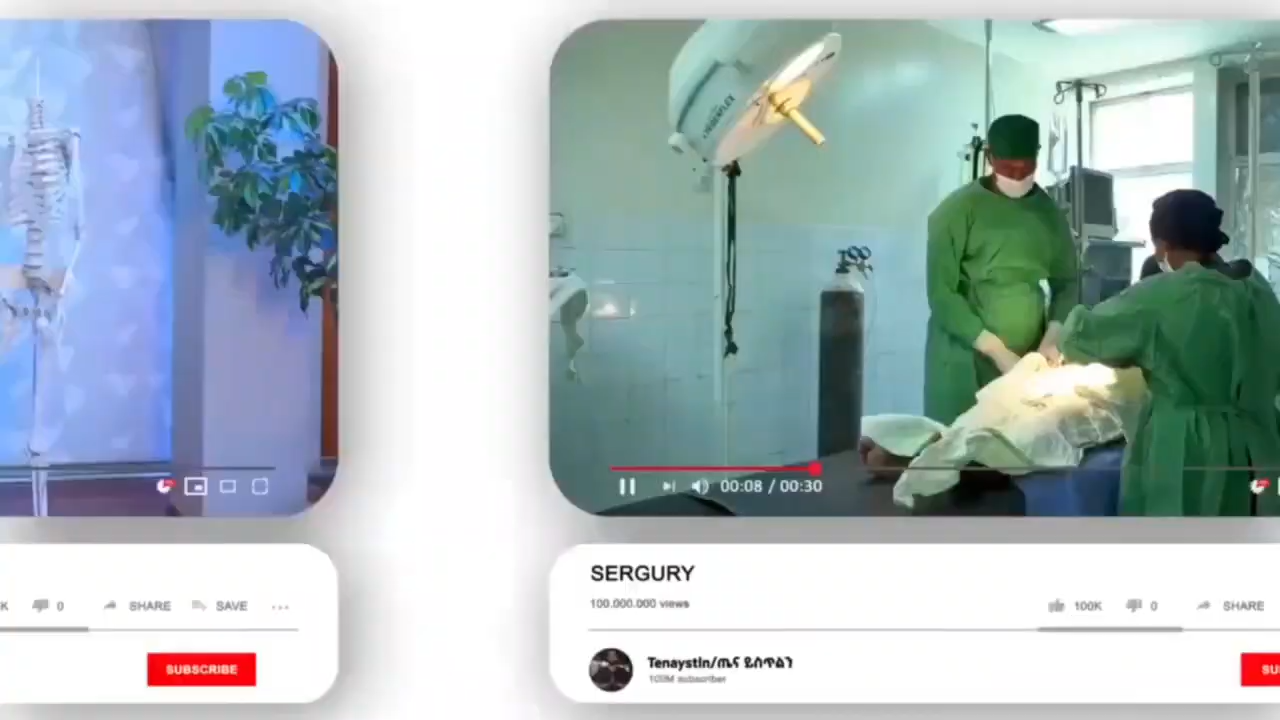 00:08 / 00:30
K 0 SHARE SAVE ...
SUBSCRIBE
SERGURY
100.000.000 views
100K 0 SHARE
TenaystIn/ጤና ይስጥልን
100M subscriber
SU